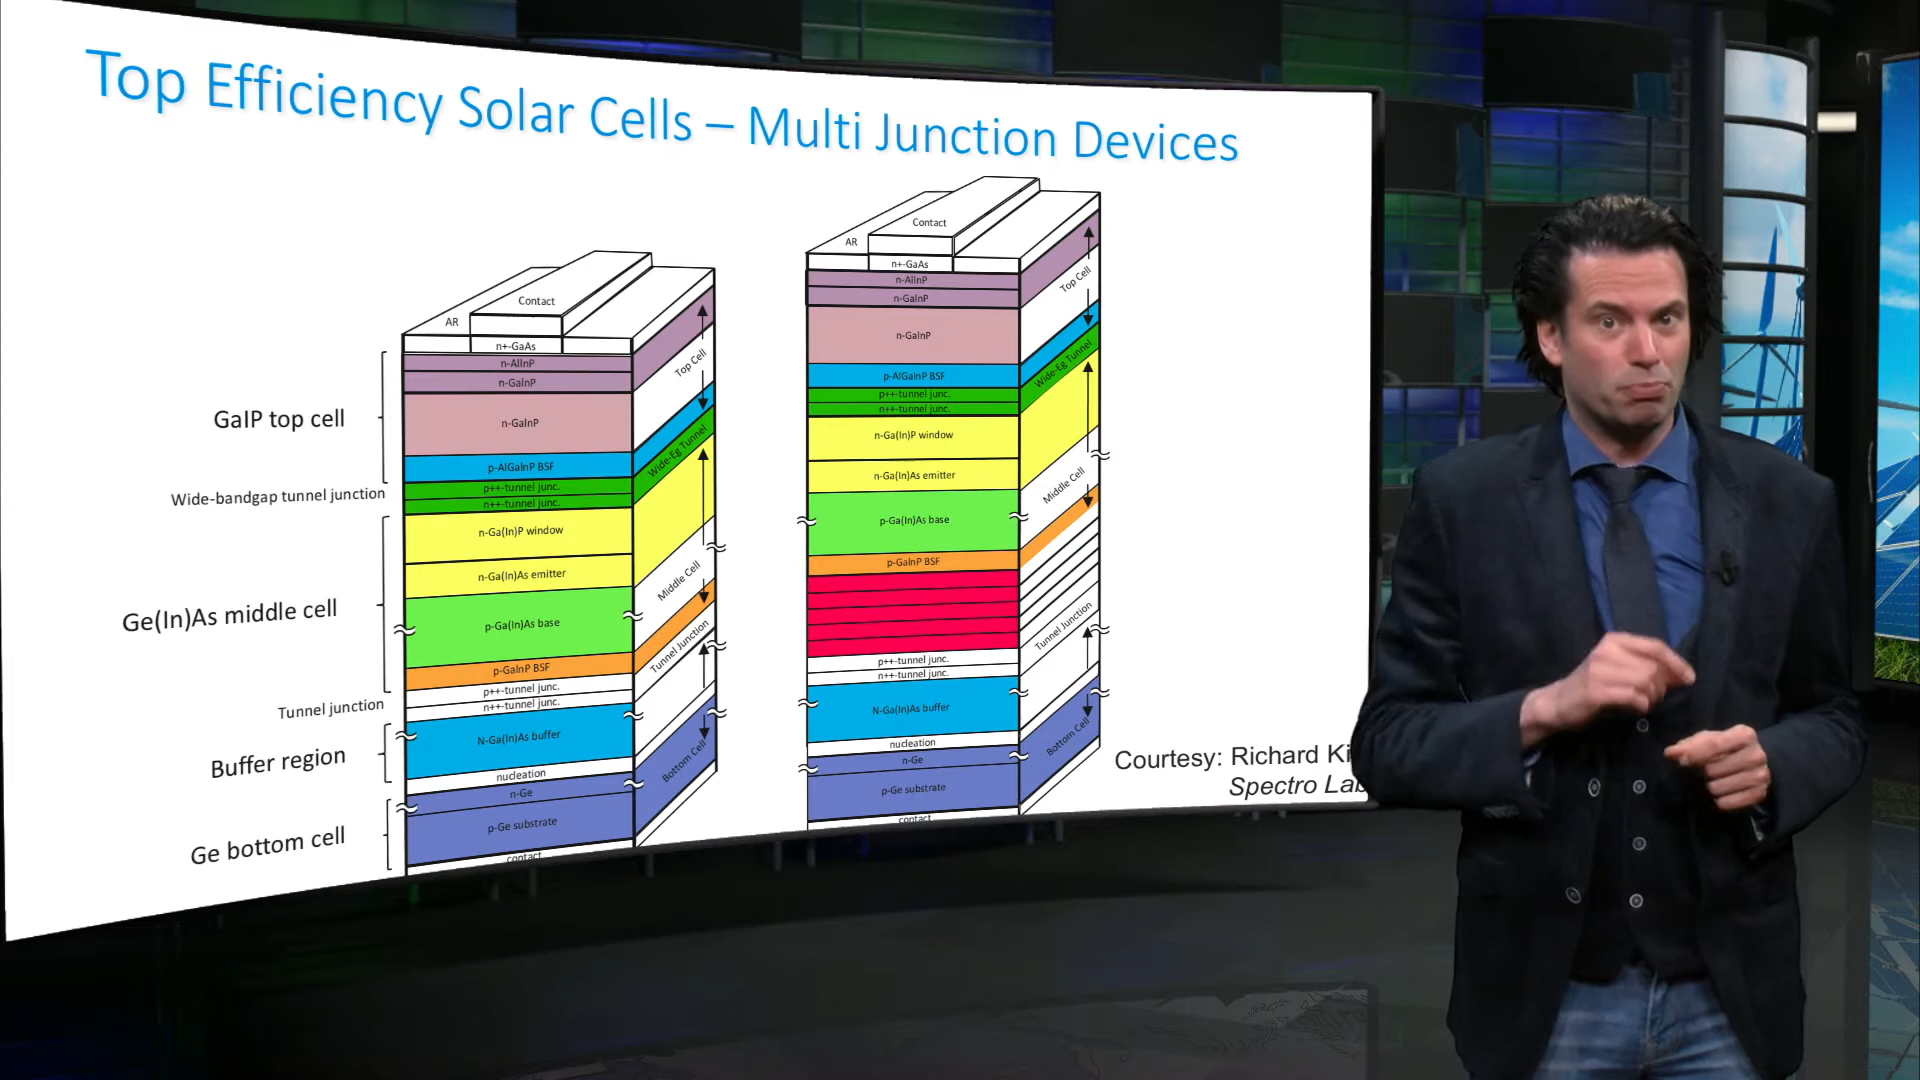 Top Efficiency Solar Cells – Multi Junction Devices
Contact
AR
n+-GaAs
n-AlInP
n-GaInP
n-GaInP
p-AlGaInP BSF
p++-tunnel junc.
n++-tunnel junc.
n-Ga(In)P window
n-Ga(In)As emitter
p-Ga(In)As base
p-GaInP BSF
p++-tunnel junc.
n++-tunnel junc.
N-Ga(In)As buffer
nucleation
n-Ge
p-Ge substrate
contact
Top Cell
Wide-Eg Tunnel
Middle Cell
Tunnel Junction
Bottom Cell
GaIP top cell
Wide-bandgap tunnel junction
Ge(In)As middle cell
Tunnel junction
Buffer region
Ge bottom cell
Contact
AR
n+-GaAs
n-AlInP
n-GaInP
n-GaInP
p-AlGaInP BSF
p++-tunnel junc.
n++-tunnel junc.
n-Ga(In)P window
n-Ga(In)As emitter
p-Ga(In)As base
p-GaInP BSF
p++-tunnel junc.
n++-tunnel junc.
N-Ga(In)As buffer
nucleation
n-Ge
p-Ge substrate
contact
Top Cell
Wide-Eg Tunnel
Middle Cell
Tunnel Junction
Bottom Cell
Courtesy: Richard
Spectro Lab